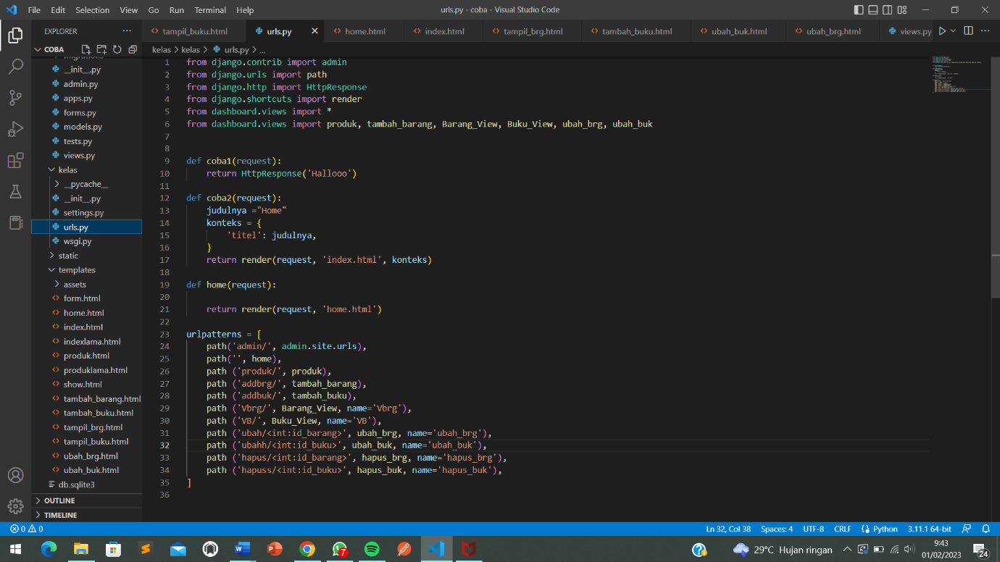 File Edit Selection View Go Run Terminal Help
urls.py - coba - Visual Studio Code
EXPLORER
tampil_buku.html urls.py home.html index.html tampil_brg.html tambah_buku.html ubah_buk.html ubah_brg.html views.py
COBA
kelas > kelas > urls.py > ...
migrations
__init__.py
admin.py
apps.py
forms.py
models.py
tests.py
views.py
kelas
__pycache__
__init__.py
settings.py
urls.py
wsgi.py
static
templates
assets
form.html
home.html
index.html
indexlama.html
produk.html
produklama.html
show.html
tambah_barang.html
tambah_buku.html
tampil_brg.html
tampil_buku.html
ubah_brg.html
ubah_buk.html
db.sqlite3
OUTLINE
TIMELINE
1 from django.contrib import admin
2 from django.urls import path
3 from django.http import HttpResponse
4 from django.shortcuts import render
5 from dashboard.views import *
6 from dashboard.views import produk, tambah_barang, Barang_View, Buku_View, ubah_brg, ubah_buk
7
8
9 def coba1(request):
10 return HttpResponse('Hallooo')
11
12 def coba2(request):
13 judulnya ="Home"
14 konteks = {
15 'titel': judulnya,
16 }
17 return render(request, 'index.html', konteks)
18
19 def home(request):
20
21 return render(request, 'home.html')
22
23 urlpatterns = [
24 path('admin/', admin.site.urls),
25 path('', home),
26 path ('produk/', produk),
27 path ('addbrg/', tambah_barang),
28 path ('addbuk/', tambah_buku),
29 path ('Vbrg/', Barang_View, name='Vbrg'),
30 path ('VB/', Buku_View, name='VB'),
31 path ('ubah/<int:id_barang>', ubah_brg, name='ubah_brg'),
32 path ('ubahh/<int:id_buku>', ubah_buk, name='ubah_buk'),
33 path ('hapus/<int:id_barang>', hapus_brg, name='hapus_brg'),
34 path ('hapuss/<int:id_buku>', hapus_buk, name='hapus_buk'),
35 ]
36
0 0
Ln 32, Col 38 Spaces: 4 UTF-8 CRLF Python 3.11.1 64-bit
7
29°C Hujan ringan
9:43
01/02/2023
24